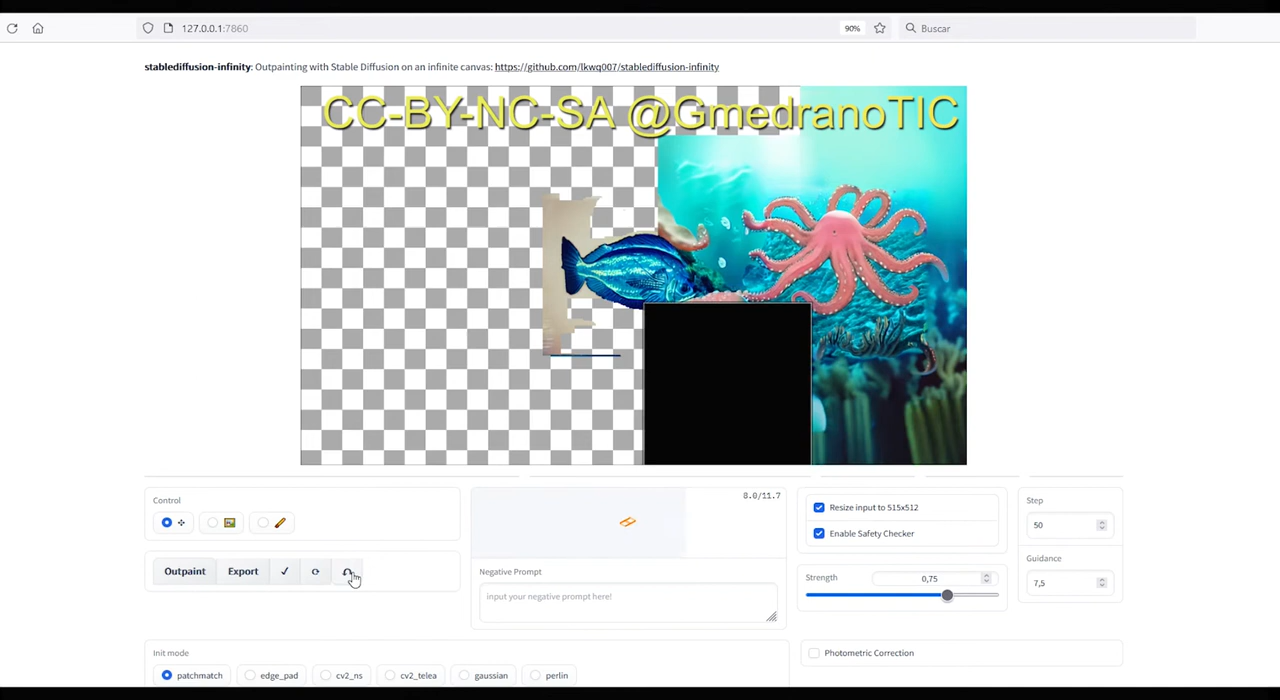 127.0.0.1:7860
90%
Buscar
stablediffusion-infinity: Outpainting with Stable Diffusion on an infinite canvas: https://github.com/lkwq007/stablediffusion-infinity
CC-BY-NC-SA @GmedranoTIC
Control
Outpaint
Export
8.0/11.7
Negative Prompt
input your negative prompt here!
Resize input to 515x512
Enable Safety Checker
Strength
0,75
Step
50
Guidance
7,5
Init mode
patchmatch
edge_pad
cv2_ns
cv2_telea
gaussian
perlin
Photometric Correction